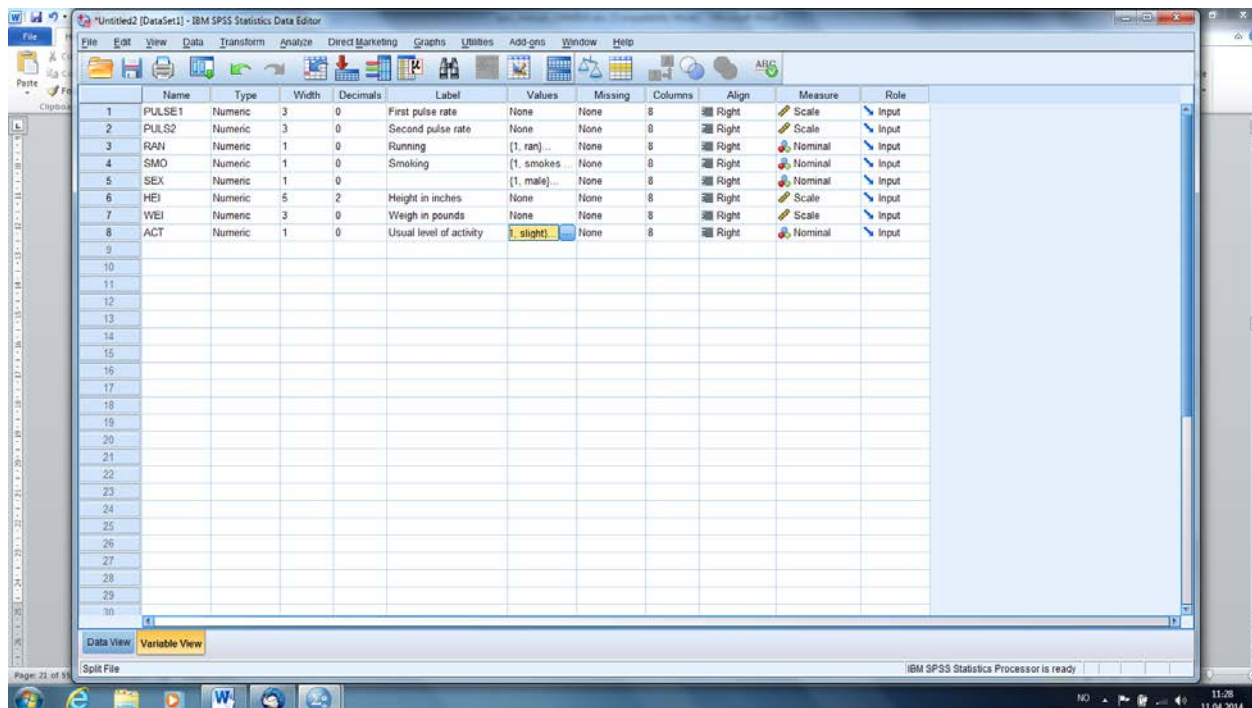 *Untitled2 [DataSet1] - IBM SPSS Statistics Data Editor
File
File Edit View Data Transform Analyze Direct Marketing Graphs Utilities Add-ons Window Help
Paste
Name Type Width Decimals Label Values Missing Columns Align Measure Role
1 PULSE1 Numeric 3 0 First pulse rate None None 8 Right Scale Input
2 PULS2 Numeric 3 0 Second pulse rate None None 8 Right Scale Input
3 RAN Numeric 1 0 Running {1, ran}... None 8 Right Nominal Input
4 SMO Numeric 1 0 Smoking {1, smokes ... None 8 Right Nominal Input
5 SEX Numeric 1 0 {1, male}... None 8 Right Nominal Input
6 HEI Numeric 5 2 Height in inches None None 8 Right Scale Input
7 WEI Numeric 3 0 Weigh in pounds None None 8 Right Scale Input
8 ACT Numeric 1 0 Usual level of activity 1, slight}... ... None 8 Right Nominal Input
9
10
11
12
13
14
15
16
17
18
19
20
21
22
23
24
25
26
27
28
29
30
Data View Variable View
Split File IBM SPSS Statistics Processor is ready
Page: 21 of 55
NO 11:28
11.04.2014